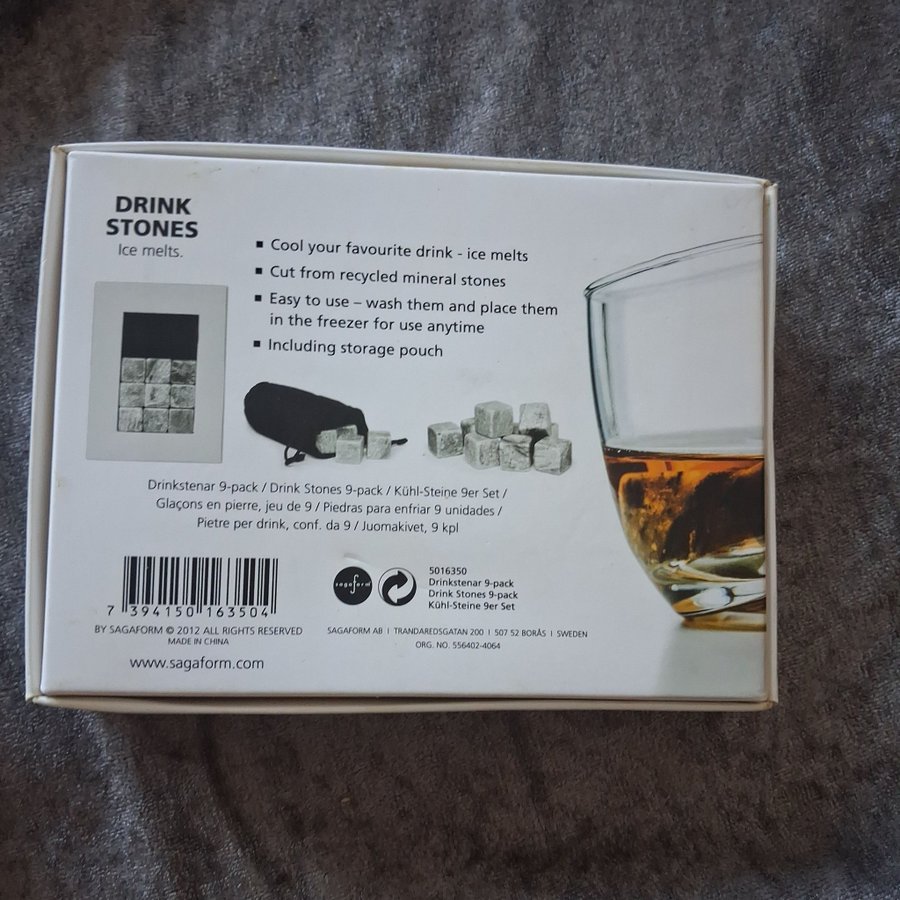 DRINK
STONES
Ice melts.
▪ Cool your favourite drink - ice melts
▪ Cut from recycled mineral stones
▪ Easy to use – wash them and place them
in the freezer for use anytime
▪ Including storage pouch
Drinkstenar 9-pack / Drink Stones 9-pack / Kühl-Steine 9er Set /
Glaçons en pierre, jeu de 9 / Piedras para enfriar 9 unidades /
Pietre per drink, conf. da 9 / Juomakivet, 9 kpl
7 394150 163504
BY SAGAFORM © 2012 ALL RIGHTS RESERVED
MADE IN CHINA
www.sagaform.com
sagaform
5016350
Drinkstenar 9-pack
Drink Stones 9-pack
Kühl-Steine 9er Set
SAGAFORM AB I TRANDAREDSGATAN 200 I 507 52 BORÅS I SWEDEN
ORG. NO. 556402-4064